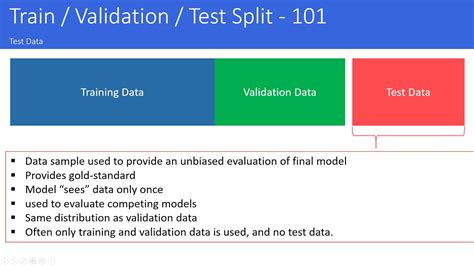 Train / Validation / Test Split - 101
Test Data
Training Data
Validation Data
Test Data
▪ Data sample used to provide an unbiased evaluation of final model
▪ Provides gold-standard
▪ Model “sees” data only once
▪ used to evaluate competing models
▪ Same distribution as validation data
▪ Often only training and validation data is used, and no test data.